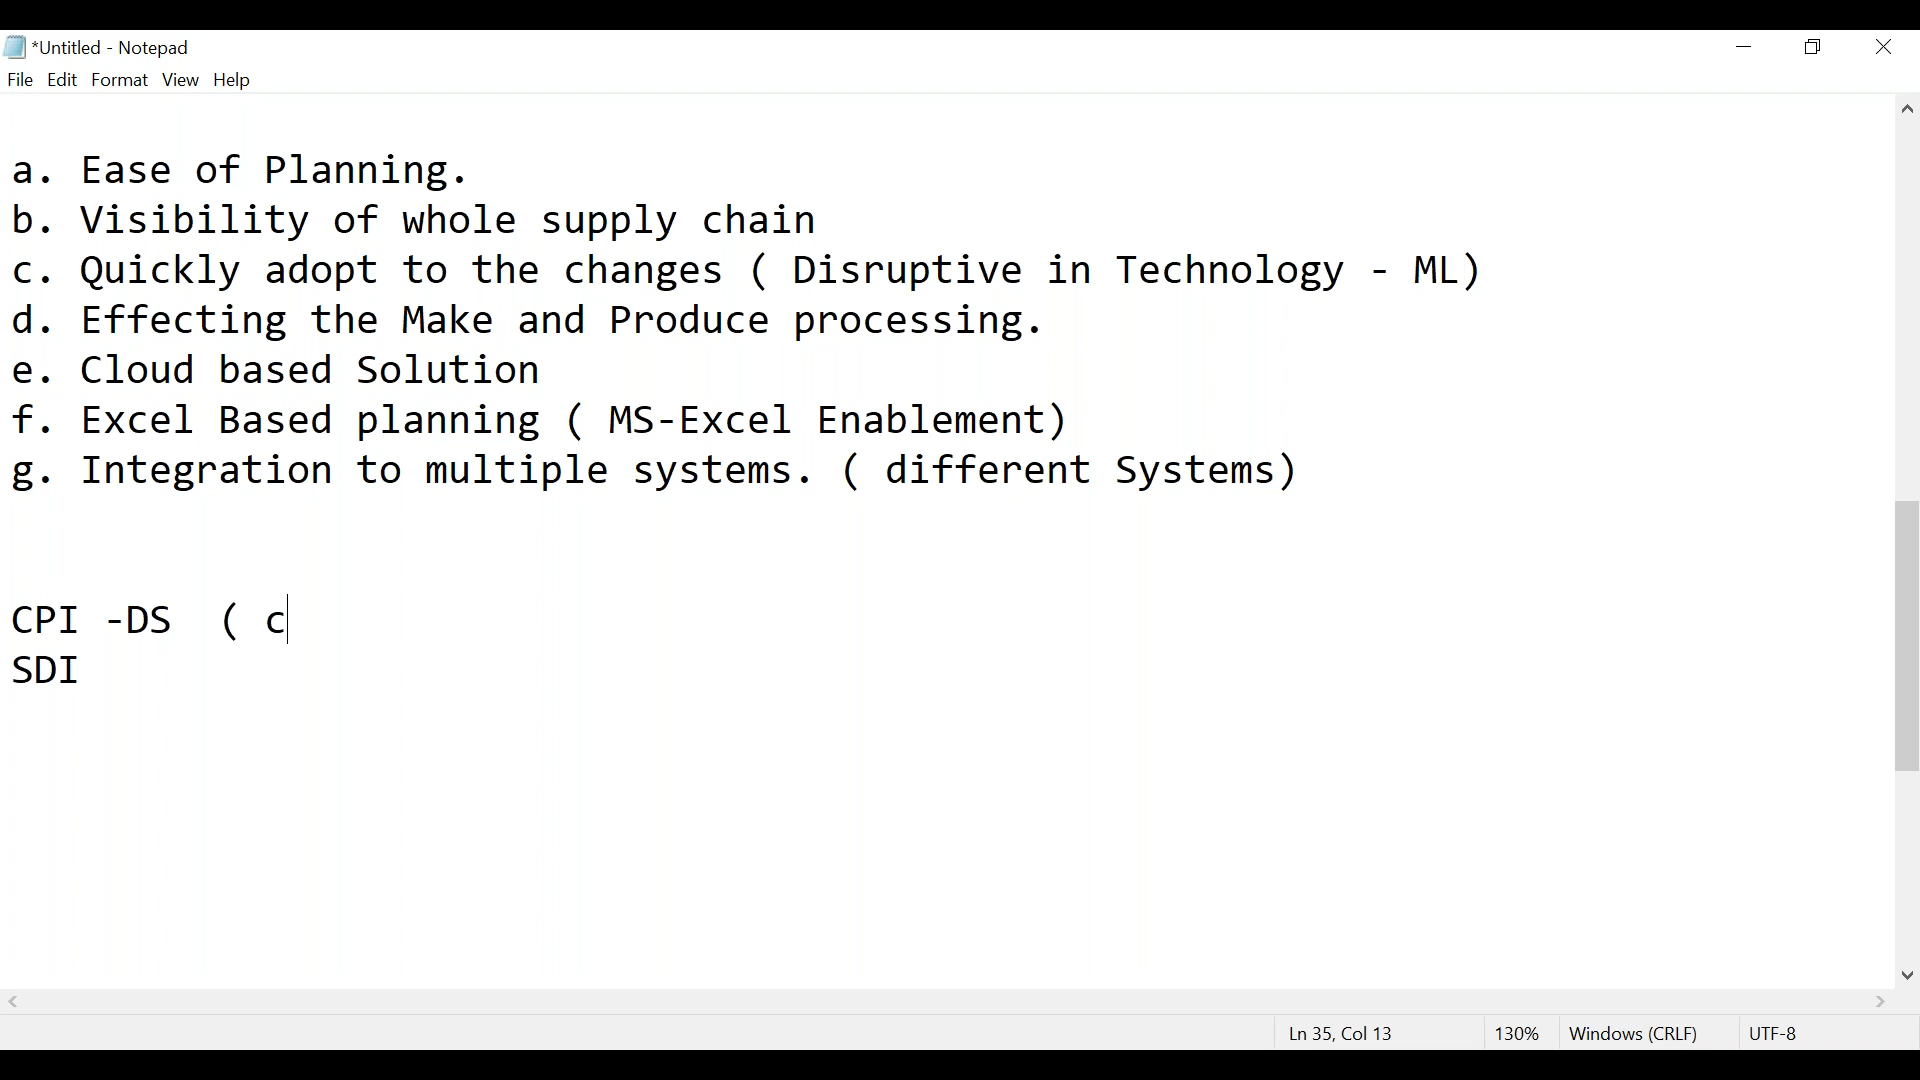 *Untitled - Notepad
File Edit Format View Help
a. Ease of Planning.
b. Visibility of whole supply chain
c. Quickly adopt to the changes ( Disruptive in Technology - ML)
d. Effecting the Make and Produce processing.
e. Cloud based Solution
f. Excel Based planning ( MS-Excel Enablement)
g. Integration to multiple systems. ( different Systems)
CPI -DS  ( c
SDI
Ln 35, Col 13 130% Windows (CRLF) UTF-8